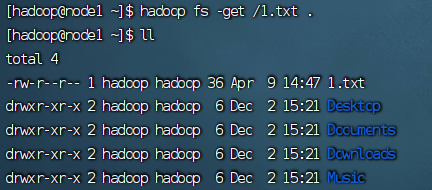 [hadoop@node1 ~]$ hadoop fs -get /1.txt .
[hadoop@node1 ~]$ ll
total 4
-rw-r--r-- 1 hadoop hadoop 36 Apr  9 14:47 1.txt
drwxr-xr-x 2 hadoop hadoop  6 Dec  2 15:21 Desktop
drwxr-xr-x 2 hadoop hadoop  6 Dec  2 15:21 Documents
drwxr-xr-x 2 hadoop hadoop  6 Dec  2 15:21 Downloads
drwxr-xr-x 2 hadoop hadoop  6 Dec  2 15:21 Music